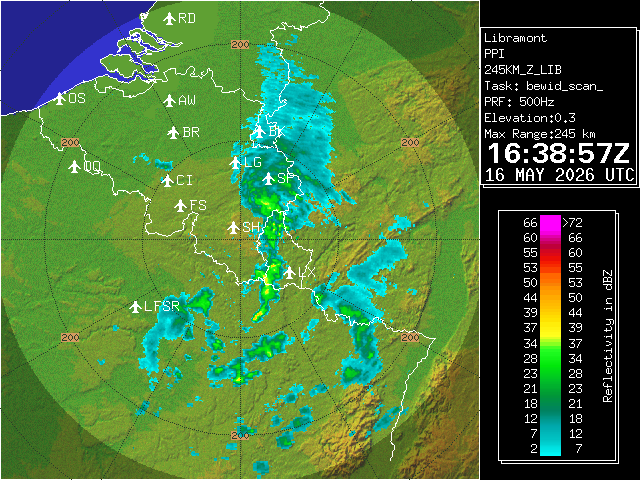 RD
200
OS
AW
BR
BK
200
200
LG
CI
SP
FS
SH
LX
LFSR
200
200
200
Libramont
PPI
245KM_Z_LIB
Task: bewid_scan_
PRF: 500Hz
Elevation:0.3
Max Range:245 km
16:38:57Z
16 MAY 2026 UTC
66 >72
60 66
55 60
53 55
50 53
44 50
39 44
37 39
34 37
28 34
23 28
21 23
18 21
12 18
7 12
2 7
Reflectivity in dBZ